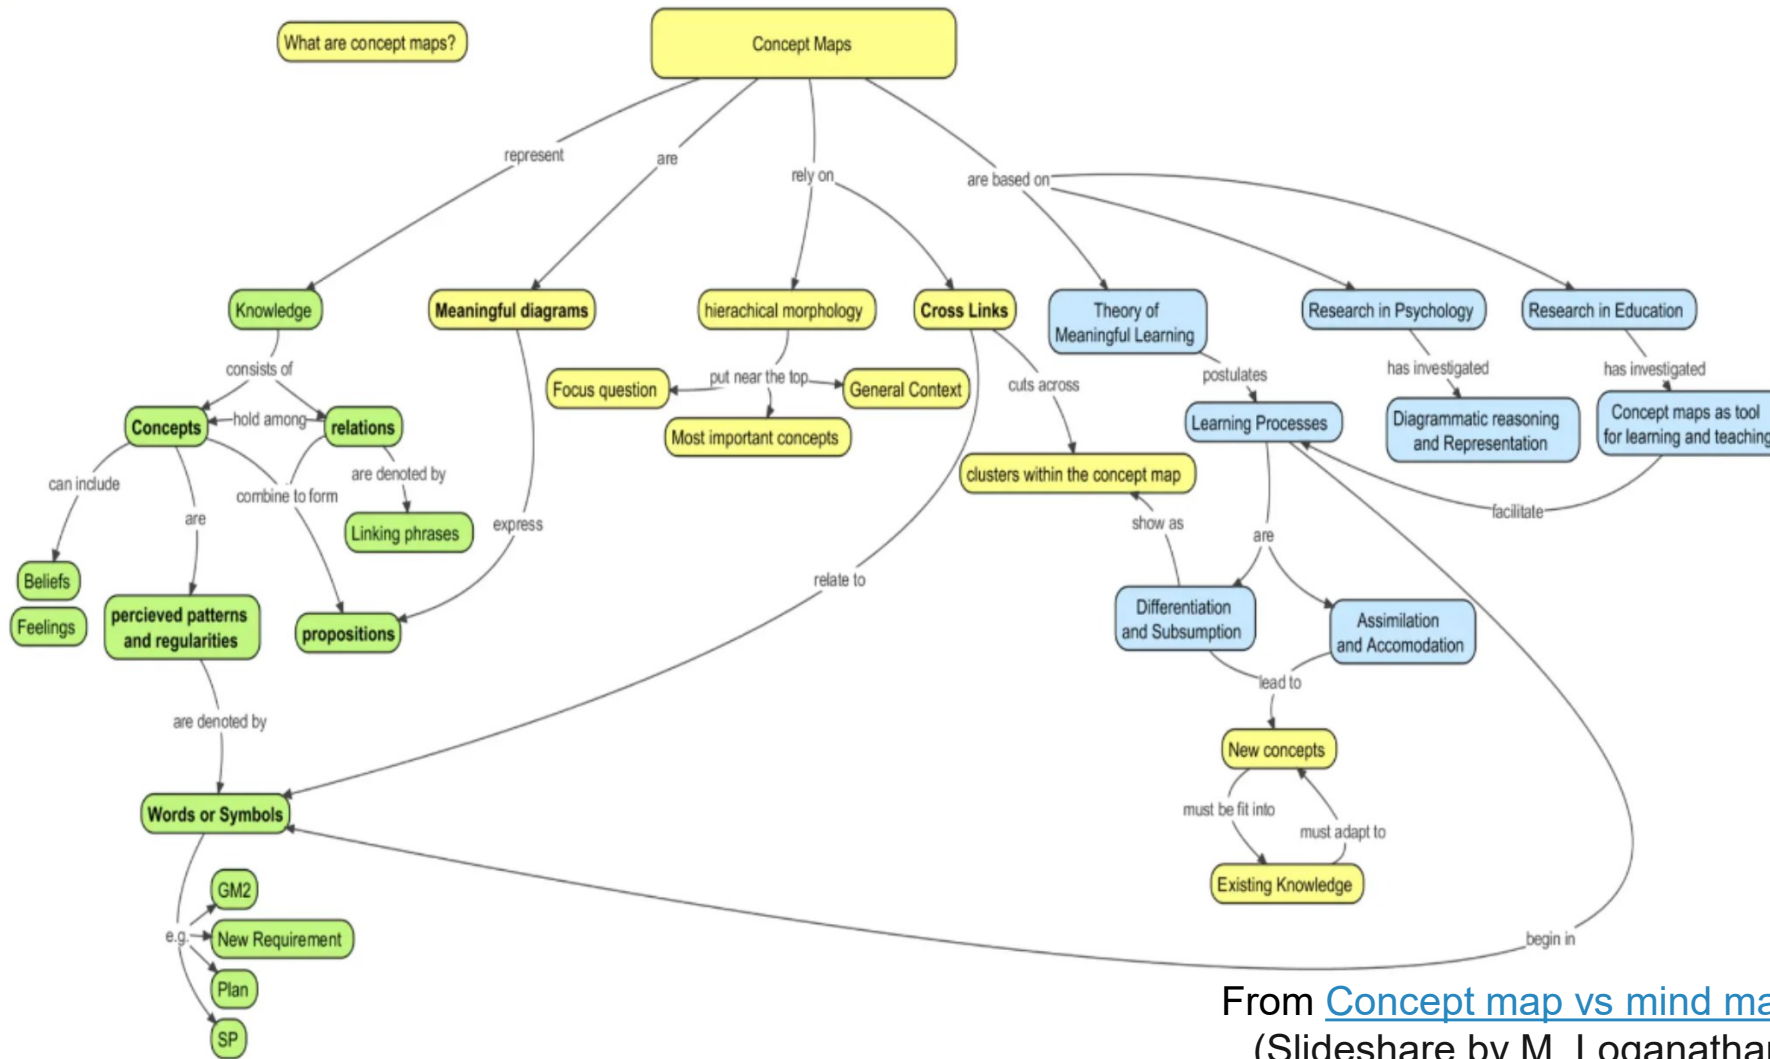 What are concept maps?
Concept Maps
represent
are
rely on
are based on
Knowledge
Meaningful diagrams
hierachical morphology
Cross Links
Theory of
Meaningful Learning
Research in Psychology
Research in Education
consists of
put near the top
cuts across
postulates
has investigated
has investigated
Focus question
General Context
Most important concepts
Concepts
hold among
relations
Learning Processes
Diagrammatic reasoning
and Representation
Concept maps as tool
for learning and teaching
can include
are
combine to form
are denoted by
Linking phrases
express
clusters within the concept map
show as
are
facilitate
Beliefs
Feelings
percieved patterns
and regularities
propositions
relate to
Differentiation
and Subsumption
Assimilation
and Accomodation
lead to
are denoted by
New concepts
must be fit into
must adapt to
Existing Knowledge
Words or Symbols
e.g.
GM2
New Requirement
Plan
SP
begin in
From Concept map vs mind ma
(Slideshare by M. Loganathan